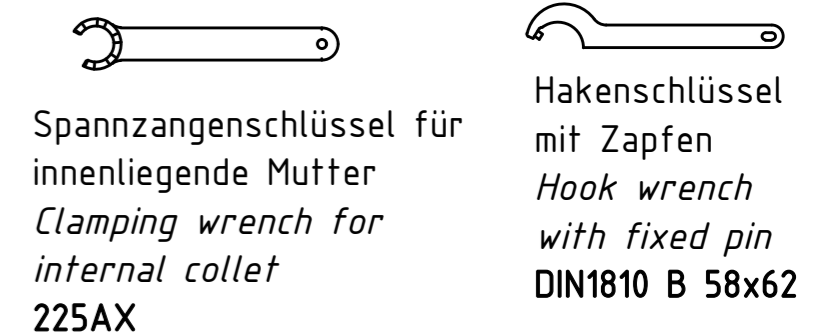 Spannzangenschlüssel für
innenliegende Mutter
Clamping wrench for
internal collet
225AX
Hakenschlüssel
mit Zapfen
Hook wrench
with fixed pin
DIN1810 B 58x62